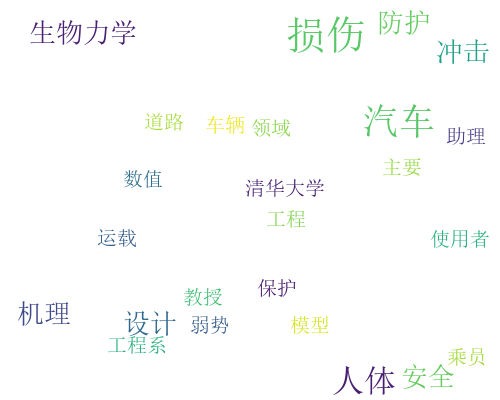 生物力学
损伤
防护
冲击
道路
车辆
领域
汽车
助理
主要
数值
清华大学
工程
运载
使用者
教授
保护
机理
设计
弱势
模型
工程系
乘员
人体
安全